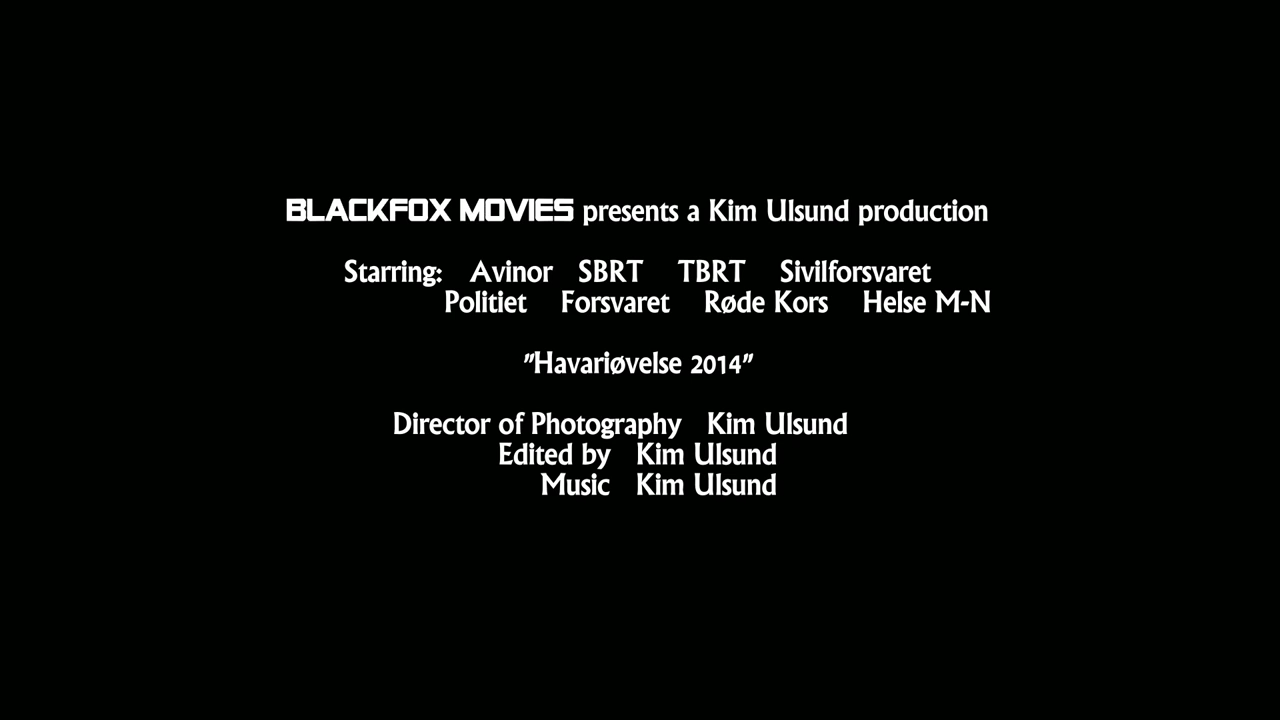 BLACKFOX MOVIES presents a Kim Ulsund production
Starring: Avinor SBRT TBRT Sivilforsvaret
Politiet Forsvaret Røde Kors Helse M-N
"Havariøvelse 2014"
Director of Photography Kim Ulsund
Edited by Kim Ulsund
Music Kim Ulsund